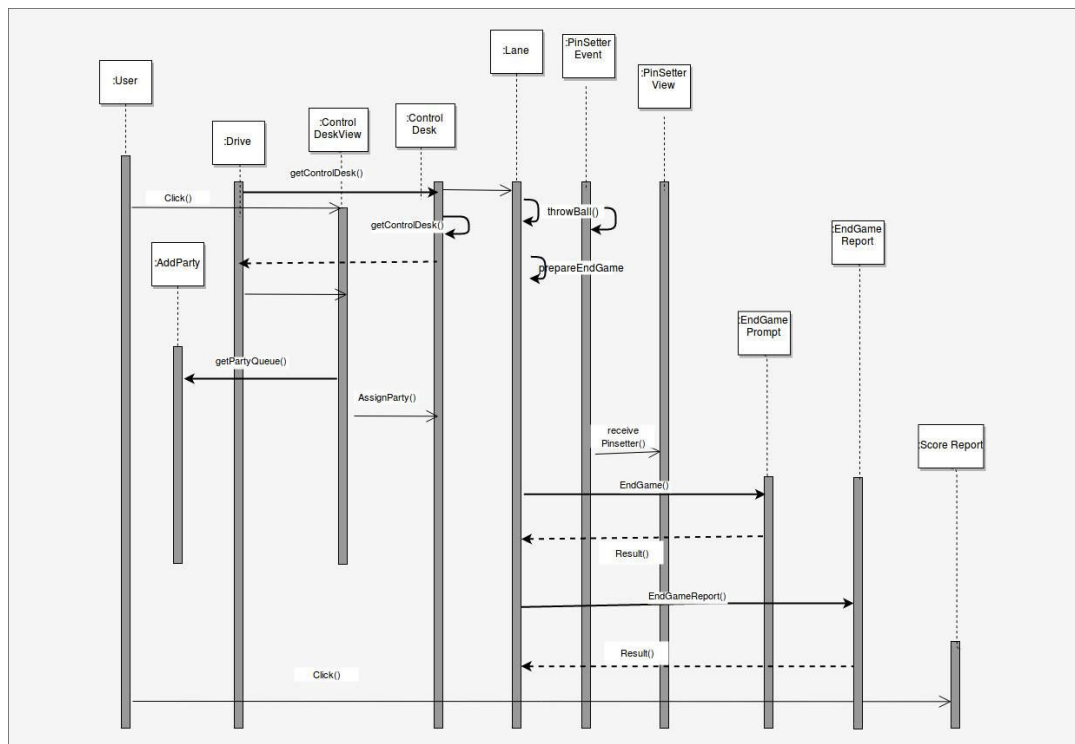 :Lane
:PinSetter
Event
:PinSetter
View
:User
:Control
DeskView
:Control
Desk
:Drive
getControlDesk()
Click()
throwBall()
getControlDesk()
:AddParty
:EndGame
Report
prepareEndGame
:EndGame
Prompt
getPartyQueue()
AssignParty()
receive
Pinsetter()
:Score Report
EndGame()
Result()
EndGameReport()
Result()
Click()